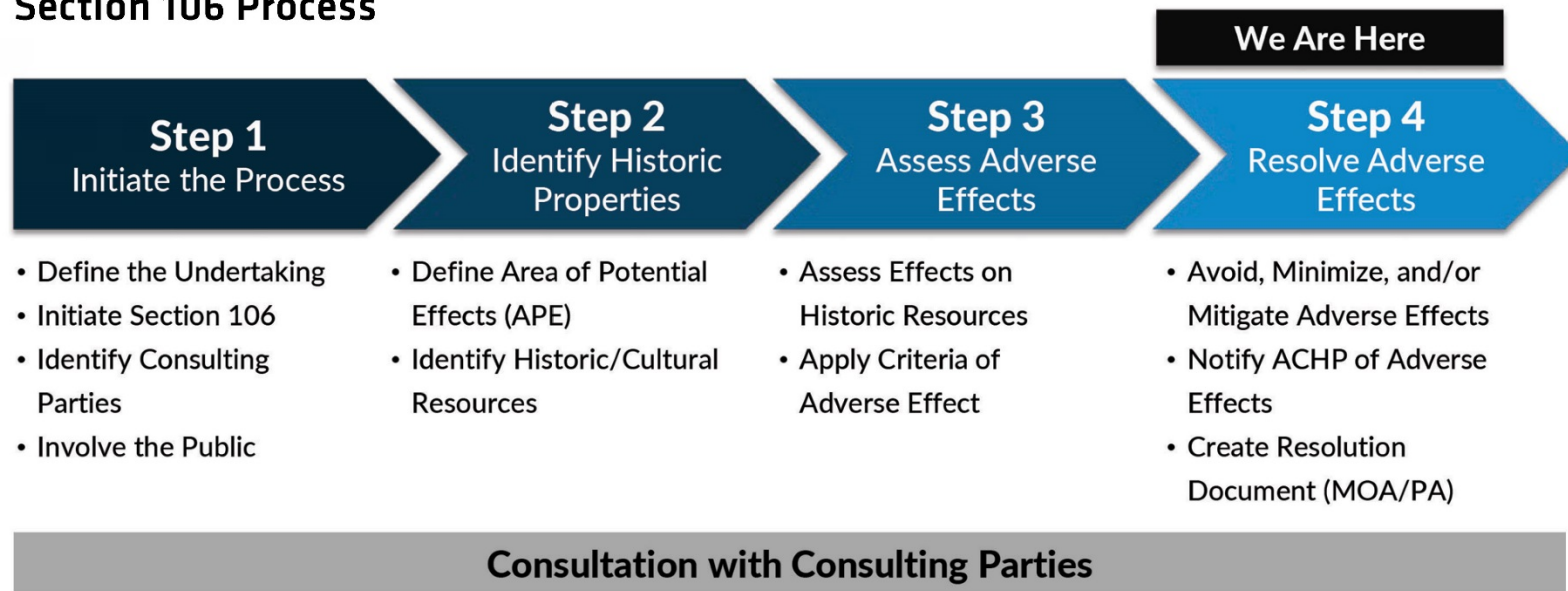 Section 106 Process
We Are Here
Step 1
Initiate the Process
Step 2
Identify Historic
Properties
Step 3
Assess Adverse
Effects
Step 4
Resolve Adverse
Effects
• Define the Undertaking
• Initiate Section 106
• Identify Consulting
Parties
• Involve the Public
• Define Area of Potential
Effects (APE)
• Identify Historic/Cultural
Resources
• Assess Effects on
Historic Resources
• Apply Criteria of
Adverse Effect
• Avoid, Minimize, and/or
Mitigate Adverse Effects
• Notify ACHP of Adverse
Effects
• Create Resolution
Document (MOA/PA)
Consultation with Consulting Parties